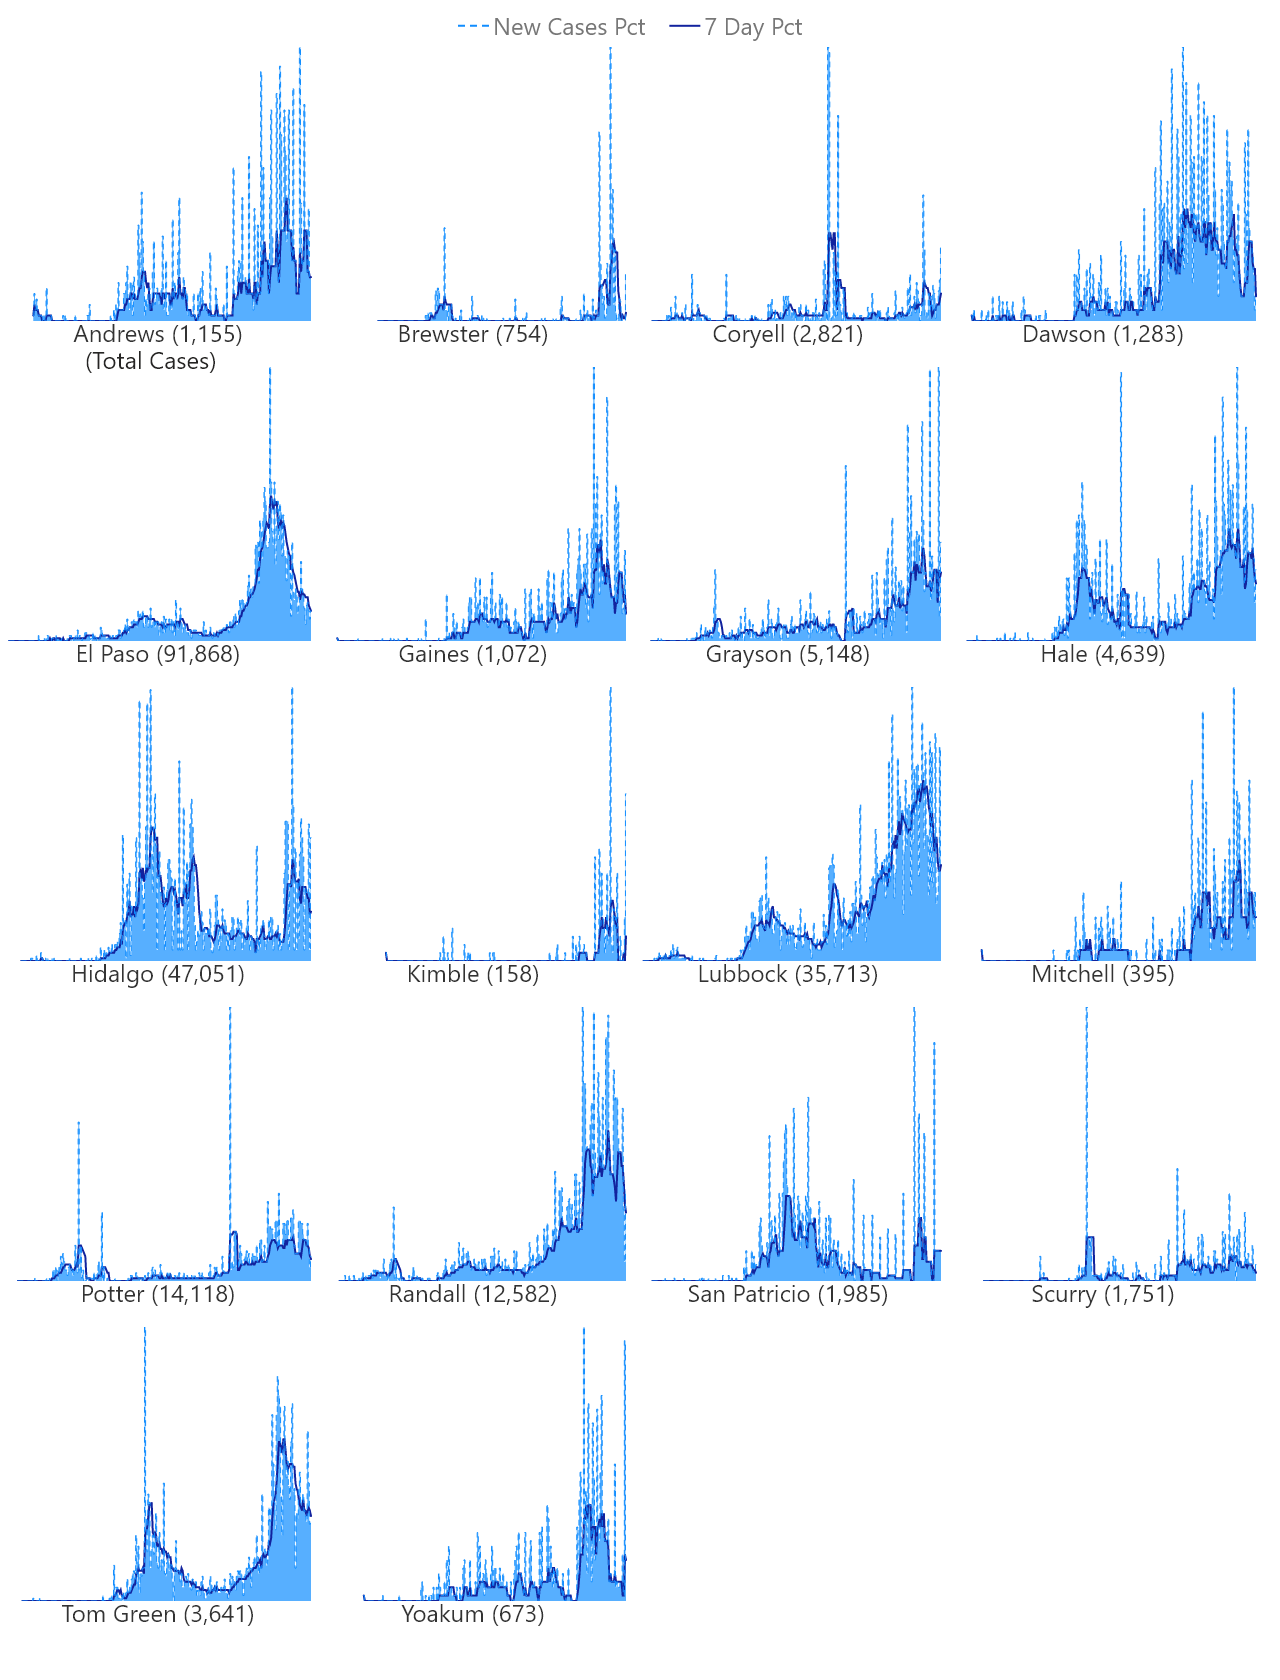 New Cases Pct 7 Day Pct
Andrews (1,155) Brewster (754) Coryell (2,821) Dawson (1,283)
(Total Cases)
El Paso (91,868) Gaines (1,072) Grayson (5,148) Hale (4,639)
Hidalgo (47,051) Kimble (158) Lubbock (35,713) Mitchell (395)
Potter (14,118) Randall (12,582) San Patricio (1,985) Scurry (1,751)
Tom Green (3,641) Yoakum (673)